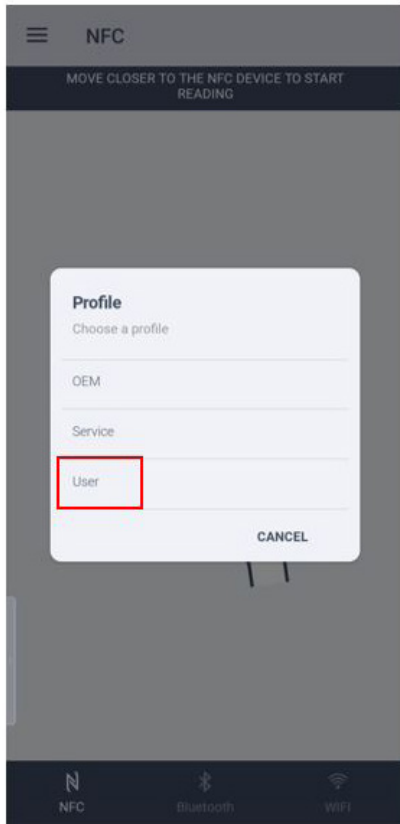 NFC
MOVE CLOSER TO THE NFC DEVICE TO START
READING
Profile
Choose a profile
OEM
Service
User
CANCEL
NFC
Bluetooth
WIFI